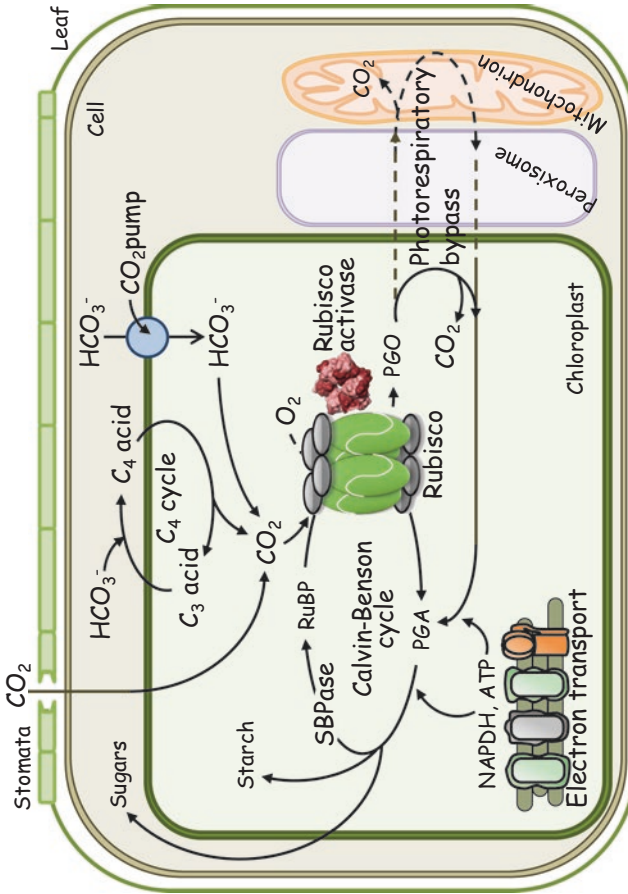 Leaf
Cell
Stomata
CO₂
Sugars
Starch
HCO₃⁻
C₄ acid
C₄ cycle
C₃ acid
HCO₃⁻
CO₂pump
HCO₃⁻
CO₂
O₂
Rubisco
activase
RuBP
SBPase
Calvin-Benson
cycle
PGA
Rubisco
PGO
CO₂
Photorespiratory
bypass
CO₂
Peroxisome
Mitochondrion
NAPDH, ATP
Electron transport
Chloroplast